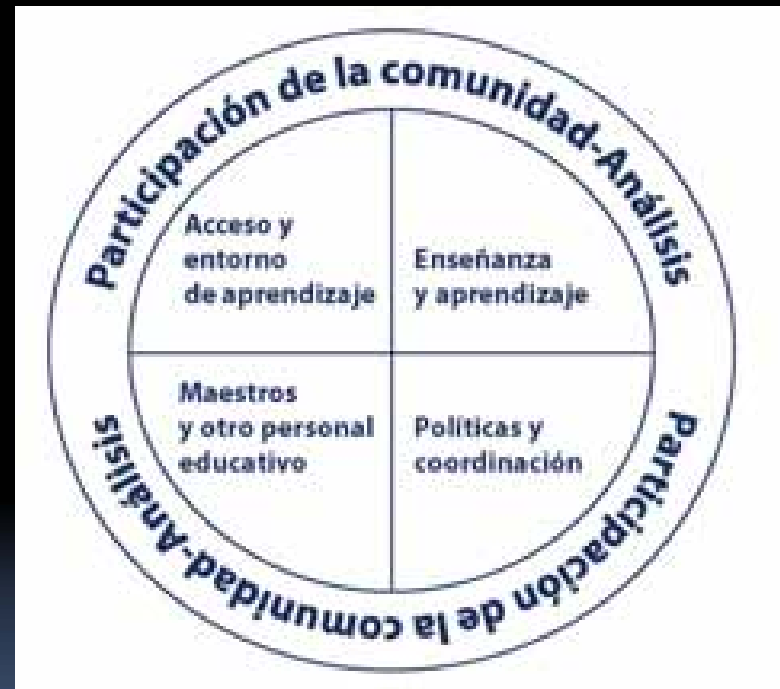 Participación de la comunidad-Análisis
Acceso y
entorno
de aprendizaje
Enseñanza
y aprendizaje
Maestros
y otro personal
educativo
Políticas y
coordinación
Participación de la comunidad-Análisis